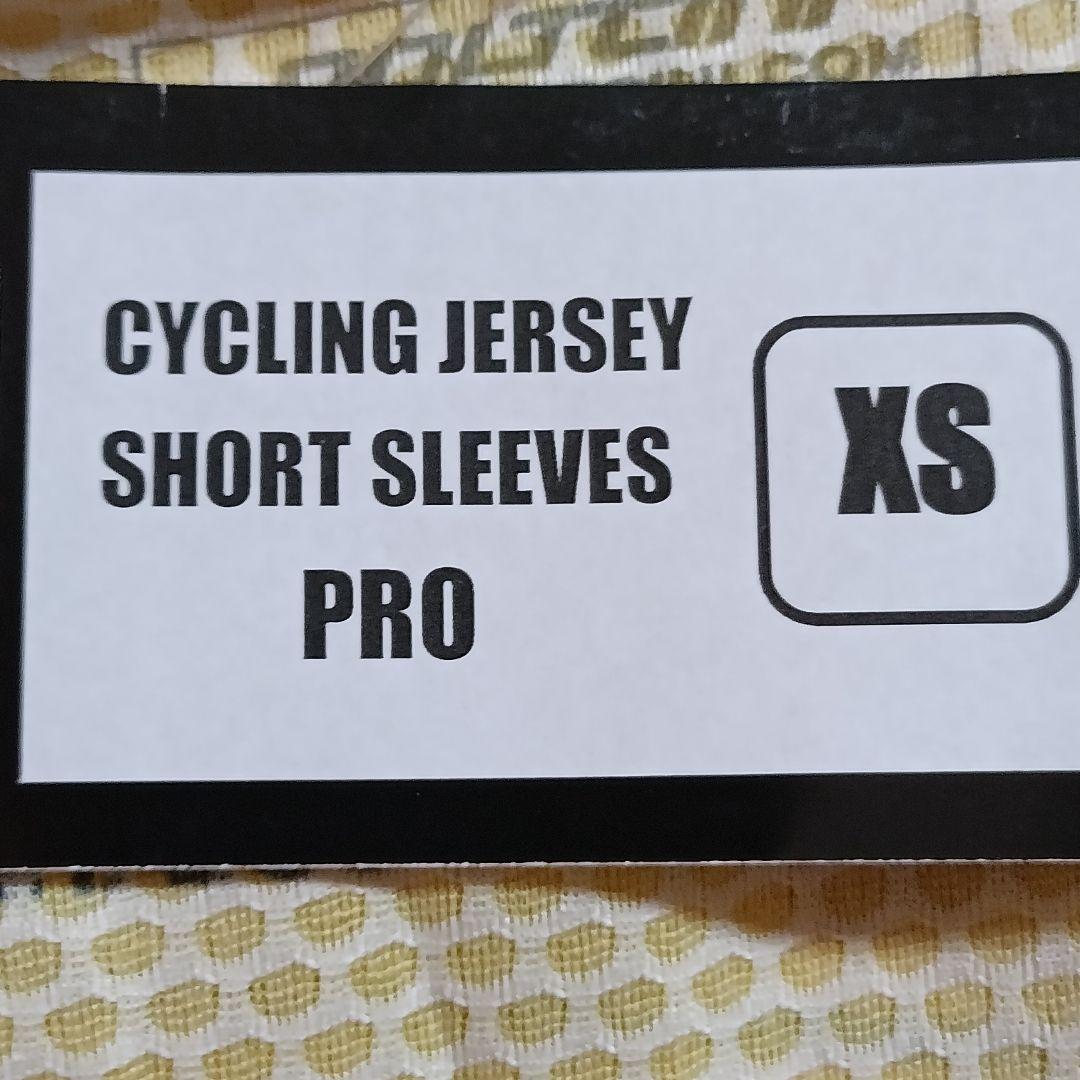 CYCLING JERSEY
SHORT SLEEVES
PRO
XS